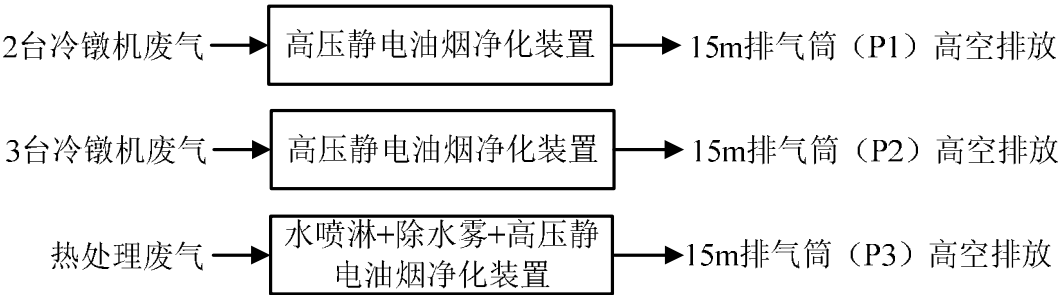 2台冷镦机废气 高压静电油烟净化装置 15m排气筒（P1）高空排放
3台冷镦机废气 高压静电油烟净化装置 15m排气筒（P2）高空排放
热处理废气 水喷淋+除水雾+高压静
电油烟净化装置 15m排气筒（P3）高空排放